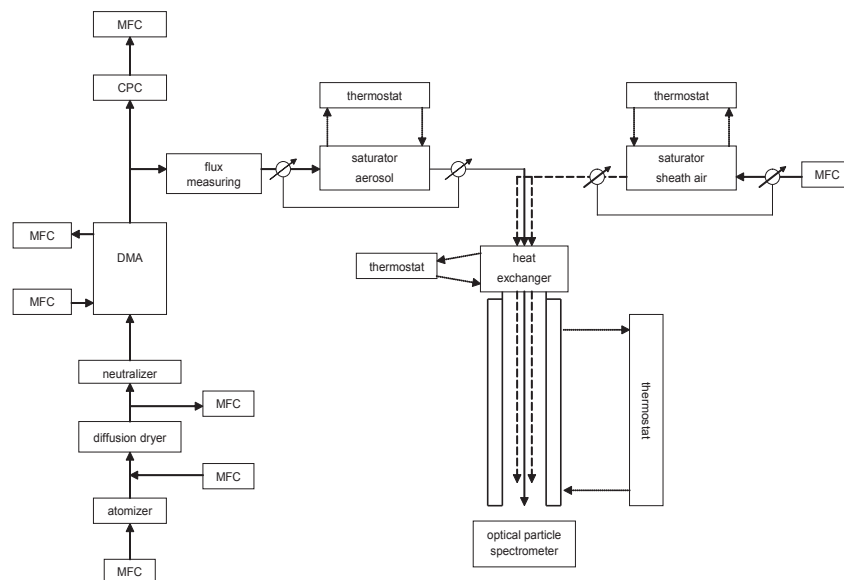 MFC
CPC
thermostat
thermostat
flux
measuring
saturator
aerosol
saturator
sheath air
MFC
MFC
DMA
heat
exchanger
thermostat
MFC
neutralizer
MFC
thermostat
diffusion dryer
MFC
atomizer
optical particle
spectrometer
MFC